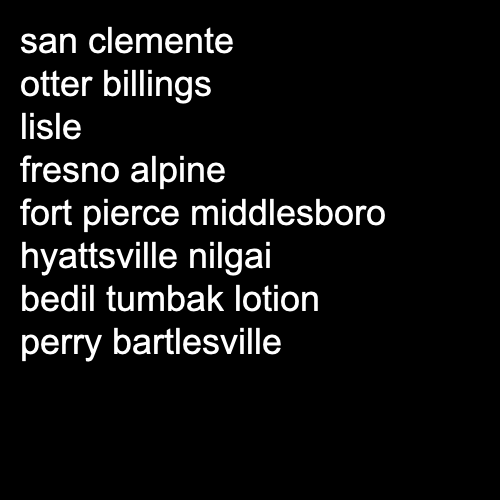 san clemente
otter billings
lisle
fresno alpine
fort pierce middlesboro
hyattsville nilgai
bedil tumbak lotion
perry bartlesville